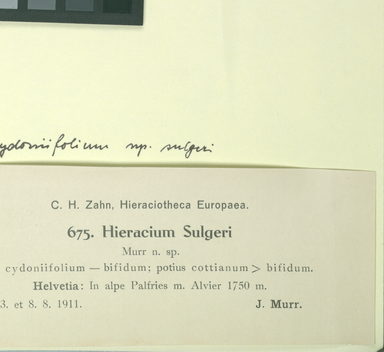 cydoniifolium ssp. sulgeri
C. H. Zahn, Hieraciotheca Europaea.
675. Hieracium Sulgeri
Murr n. sp.
cydoniifolium — bifidum; potius cottianum > bifidum.
Helvetia: In alpe Palfries m. Alvier 1750 m.
3. et 8. 8. 1911. J. Murr.